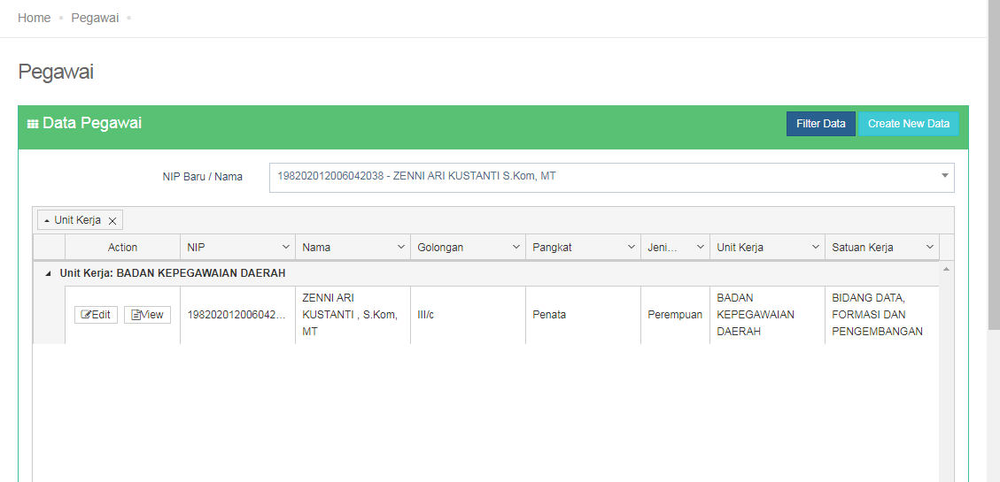 Home • Pegawai •
Pegawai
Data Pegawai
Filter Data Create New Data
NIP Baru / Nama 198202012006042038 - ZENNI ARI KUSTANTI S.Kom, MT
Unit Kerja ×
Action NIP Nama Golongan Pangkat Jeni... Unit Kerja Satuan Kerja
Unit Kerja: BADAN KEPEGAWAIAN DAERAH
Edit View 198202012006042...
ZENNI ARI
KUSTANTI , S.Kom,
MT
III/c
Penata
Perempuan
BADAN
KEPEGAWAIAN
DAERAH
BIDANG DATA,
FORMASI DAN
PENGEMBANGAN